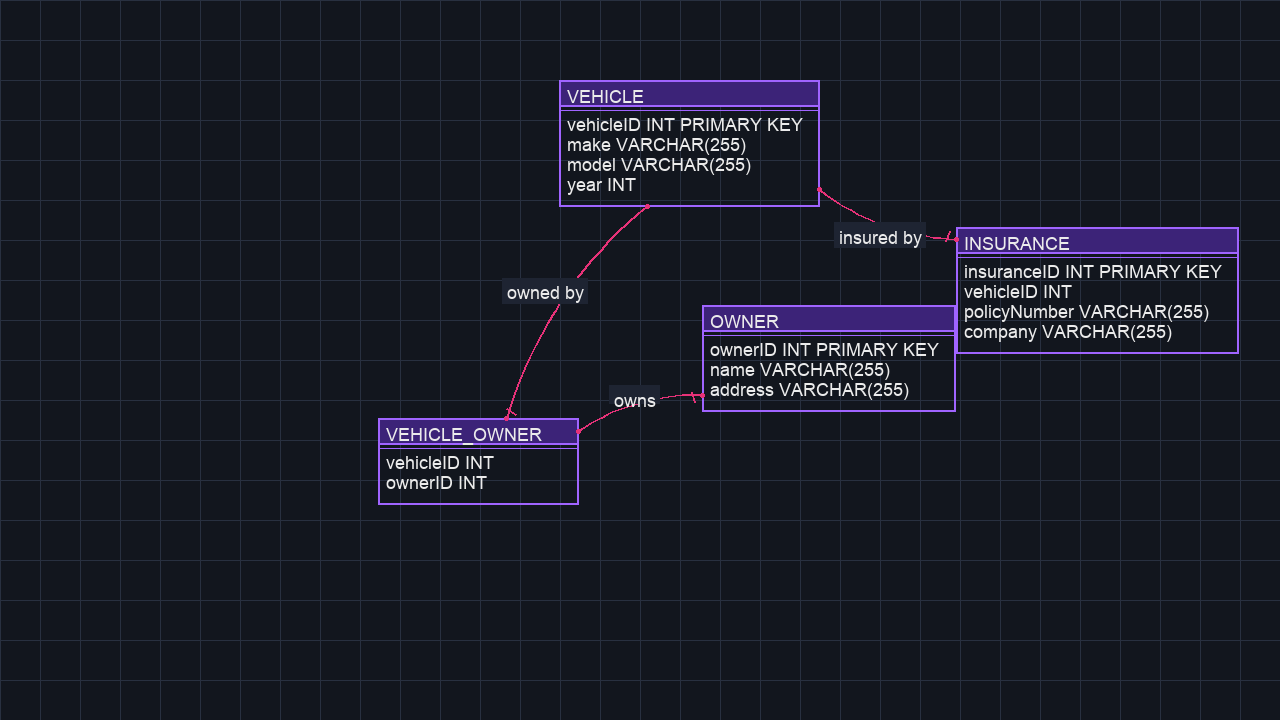 VEHICLE
vehicleID INT PRIMARY KEY
make VARCHAR(255)
model VARCHAR(255)
year INT
insured by
INSURANCE
insuranceID INT PRIMARY KEY
vehicleID INT
policyNumber VARCHAR(255)
company VARCHAR(255)
owned by
OWNER
ownerID INT PRIMARY KEY
name VARCHAR(255)
address VARCHAR(255)
owns
VEHICLE_OWNER
vehicleID INT
ownerID INT